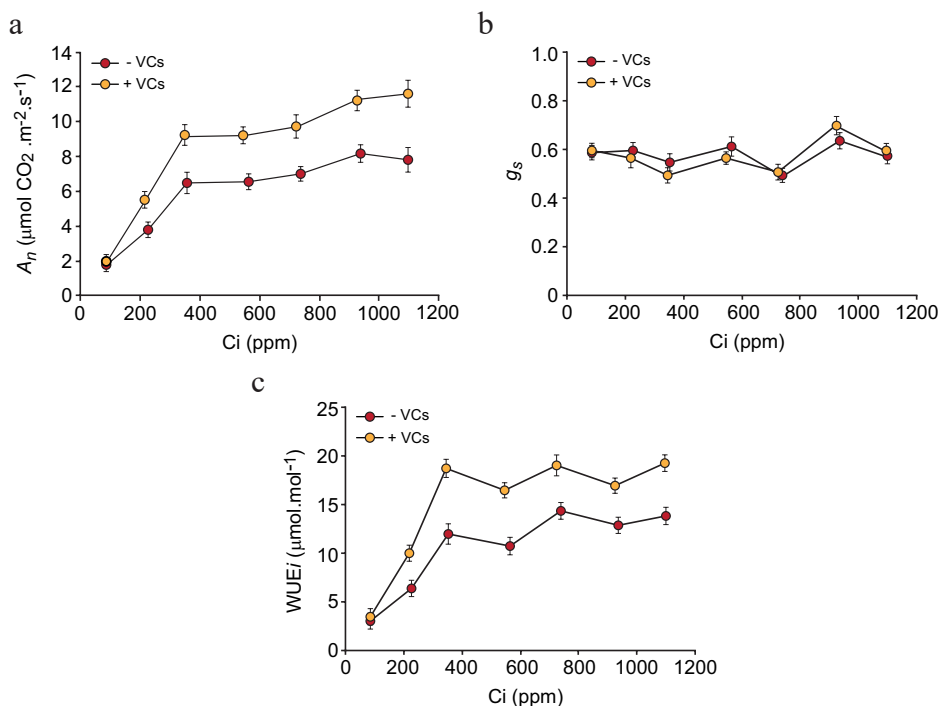 a
14
12
10
8
6
4
2
0
A_n (μmol CO₂ .m⁻².s⁻¹)
- VCs
+ VCs
0 200 400 600 800 1000 1200
Ci (ppm)
b
1.0
0.8
0.6
0.4
0.2
0
g_s
- VCs
+ VCs
0 200 400 600 800 1000 1200
Ci (ppm)
c
25
20
15
10
5
0
WUEi (μmol.mol⁻¹)
- VCs
+ VCs
0 200 400 600 800 1000 1200
Ci (ppm)